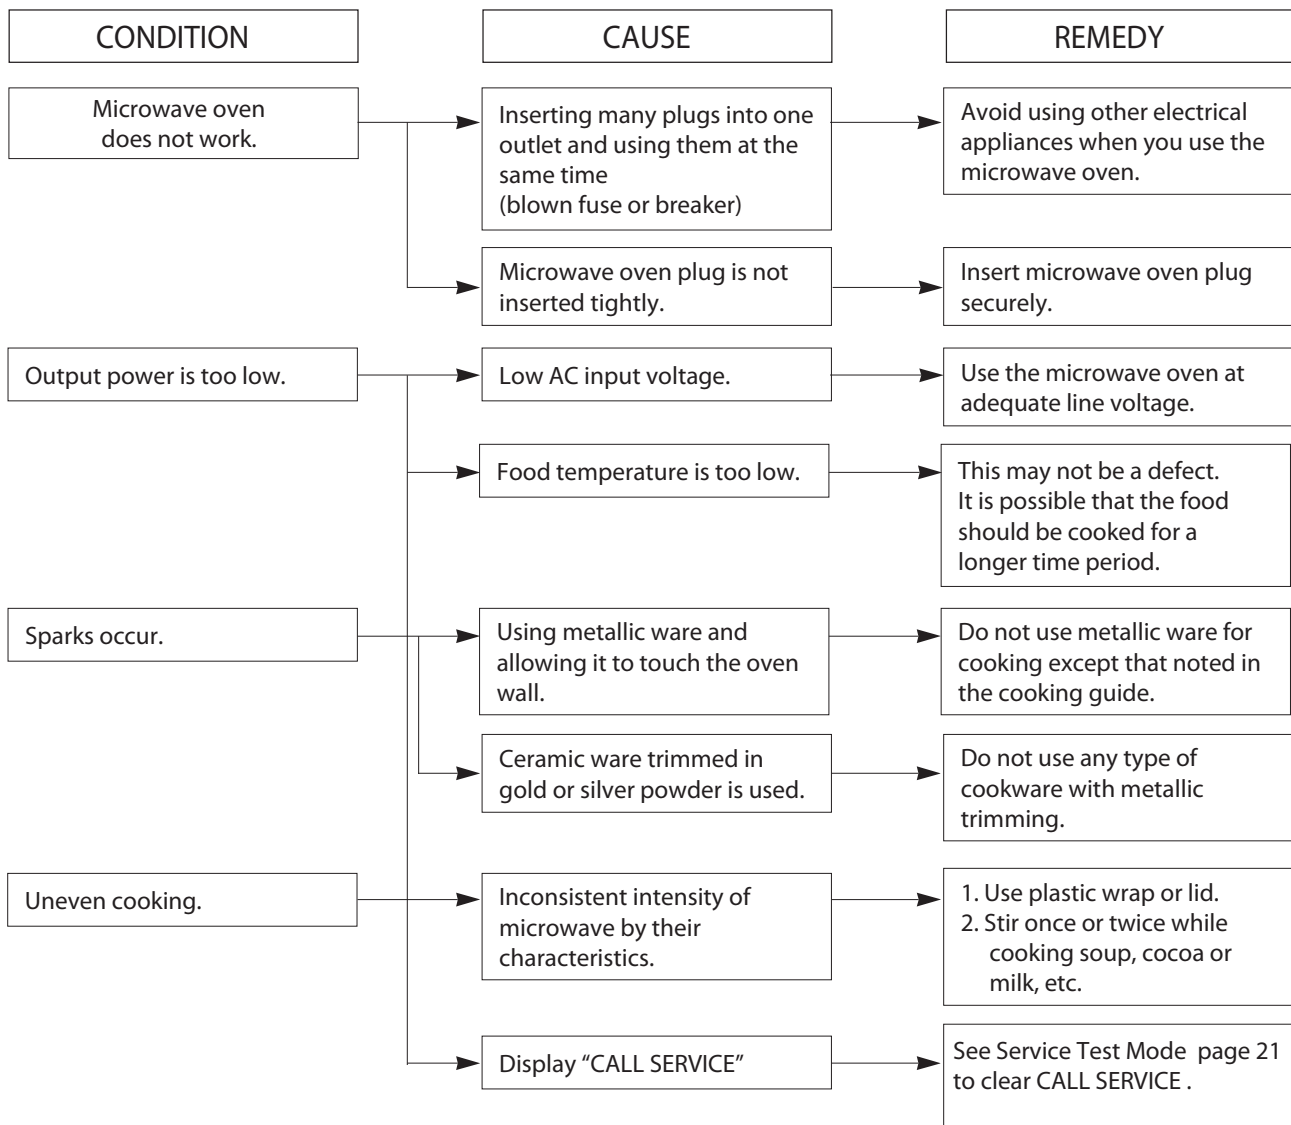 CONDITION
CAUSE
REMEDY
Microwave oven
does not work.
Inserting many plugs into one
outlet and using them at the
same time
(blown fuse or breaker)
Avoid using other electrical
appliances when you use the
microwave oven.
Microwave oven plug is not
inserted tightly.
Insert microwave oven plug
securely.
Output power is too low.
Low AC input voltage.
Use the microwave oven at
adequate line voltage.
Food temperature is too low.
This may not be a defect.
It is possible that the food
should be cooked for a
longer time period.
Sparks occur.
Using metallic ware and
allowing it to touch the oven
wall.
Do not use metallic ware for
cooking except that noted in
the cooking guide.
Ceramic ware trimmed in
gold or silver powder is used.
Do not use any type of
cookware with metallic
trimming.
Uneven cooking.
Inconsistent intensity of
microwave by their
characteristics.
1. Use plastic wrap or lid.
2. Stir once or twice while
cooking soup, cocoa or
milk, etc.
Display “CALL SERVICE”
See Service Test Mode page 21
to clear CALL SERVICE .